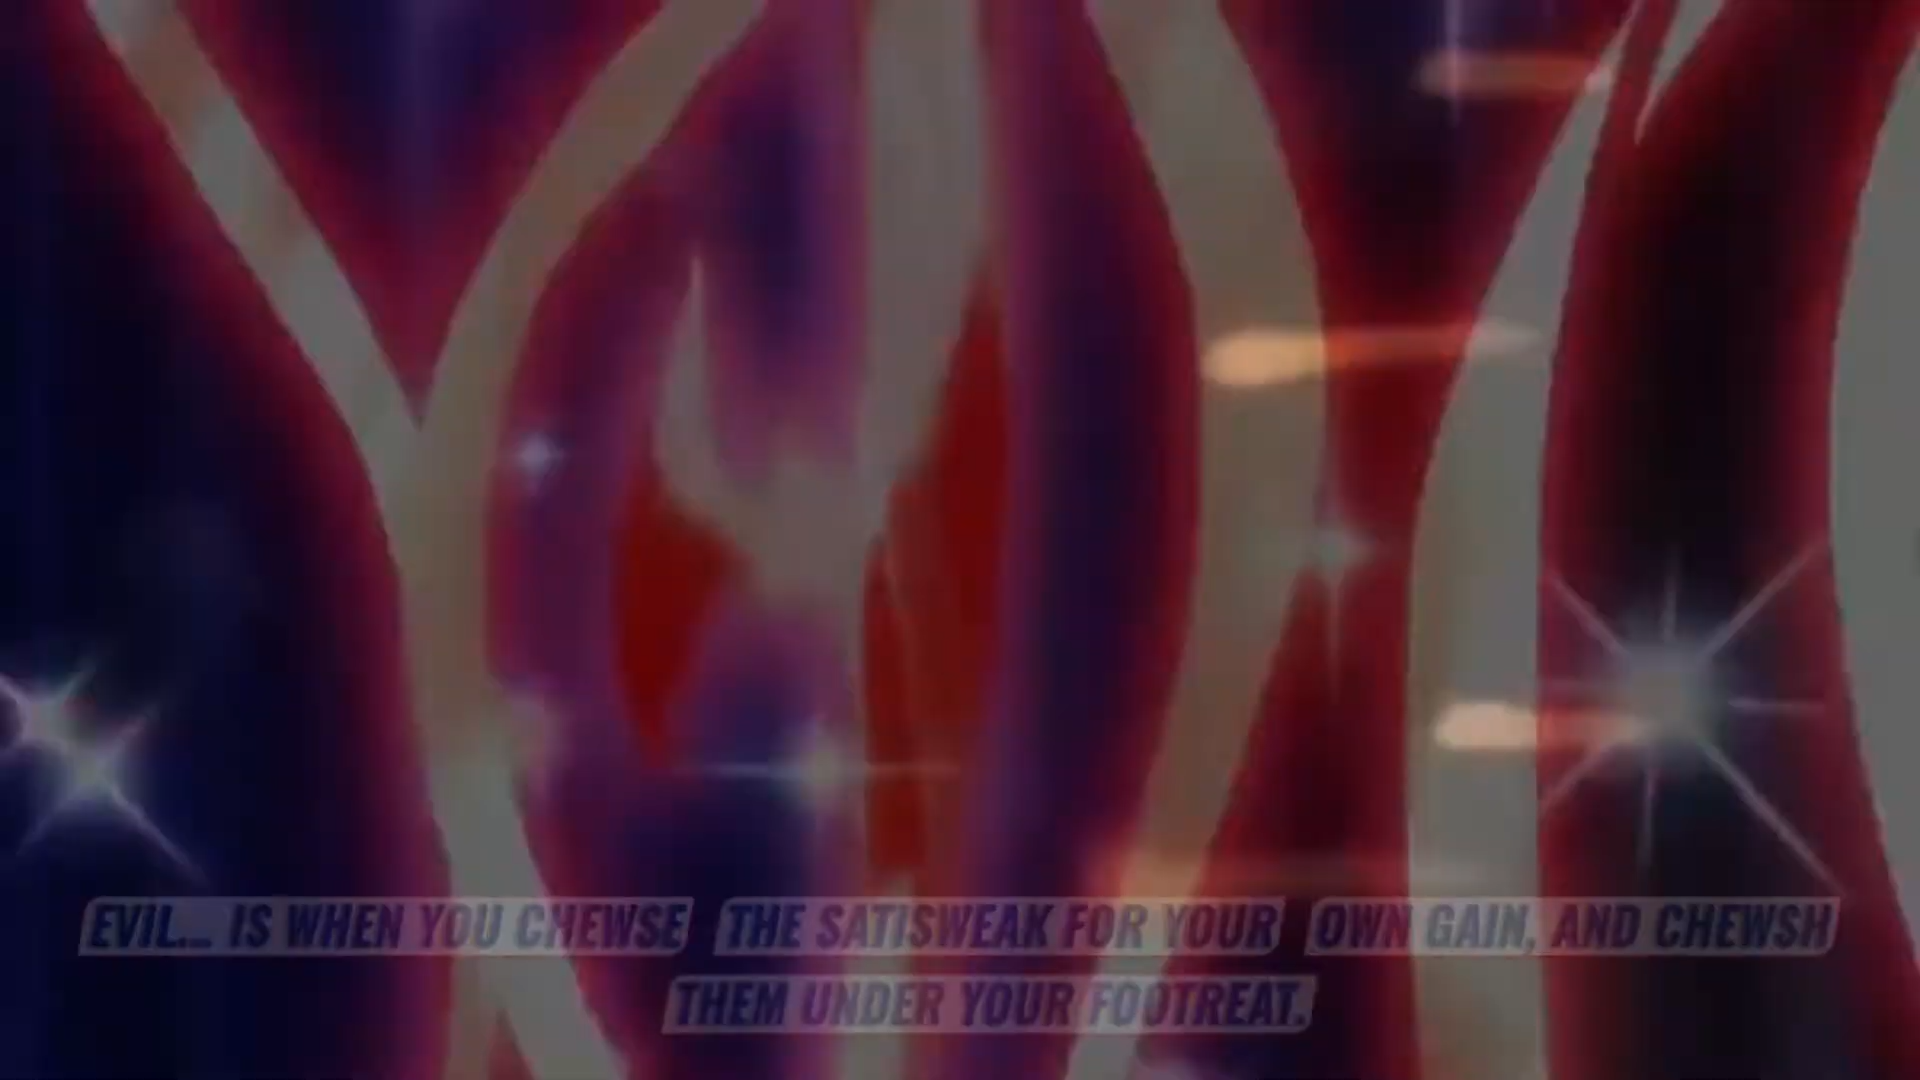 EVIL... IS WHEN YOU CHEWSE THE SATISWEAK FOR YOUR OWN GAIN, AND CHEWSH
THEM UNDER YOUR FOOTREAT.